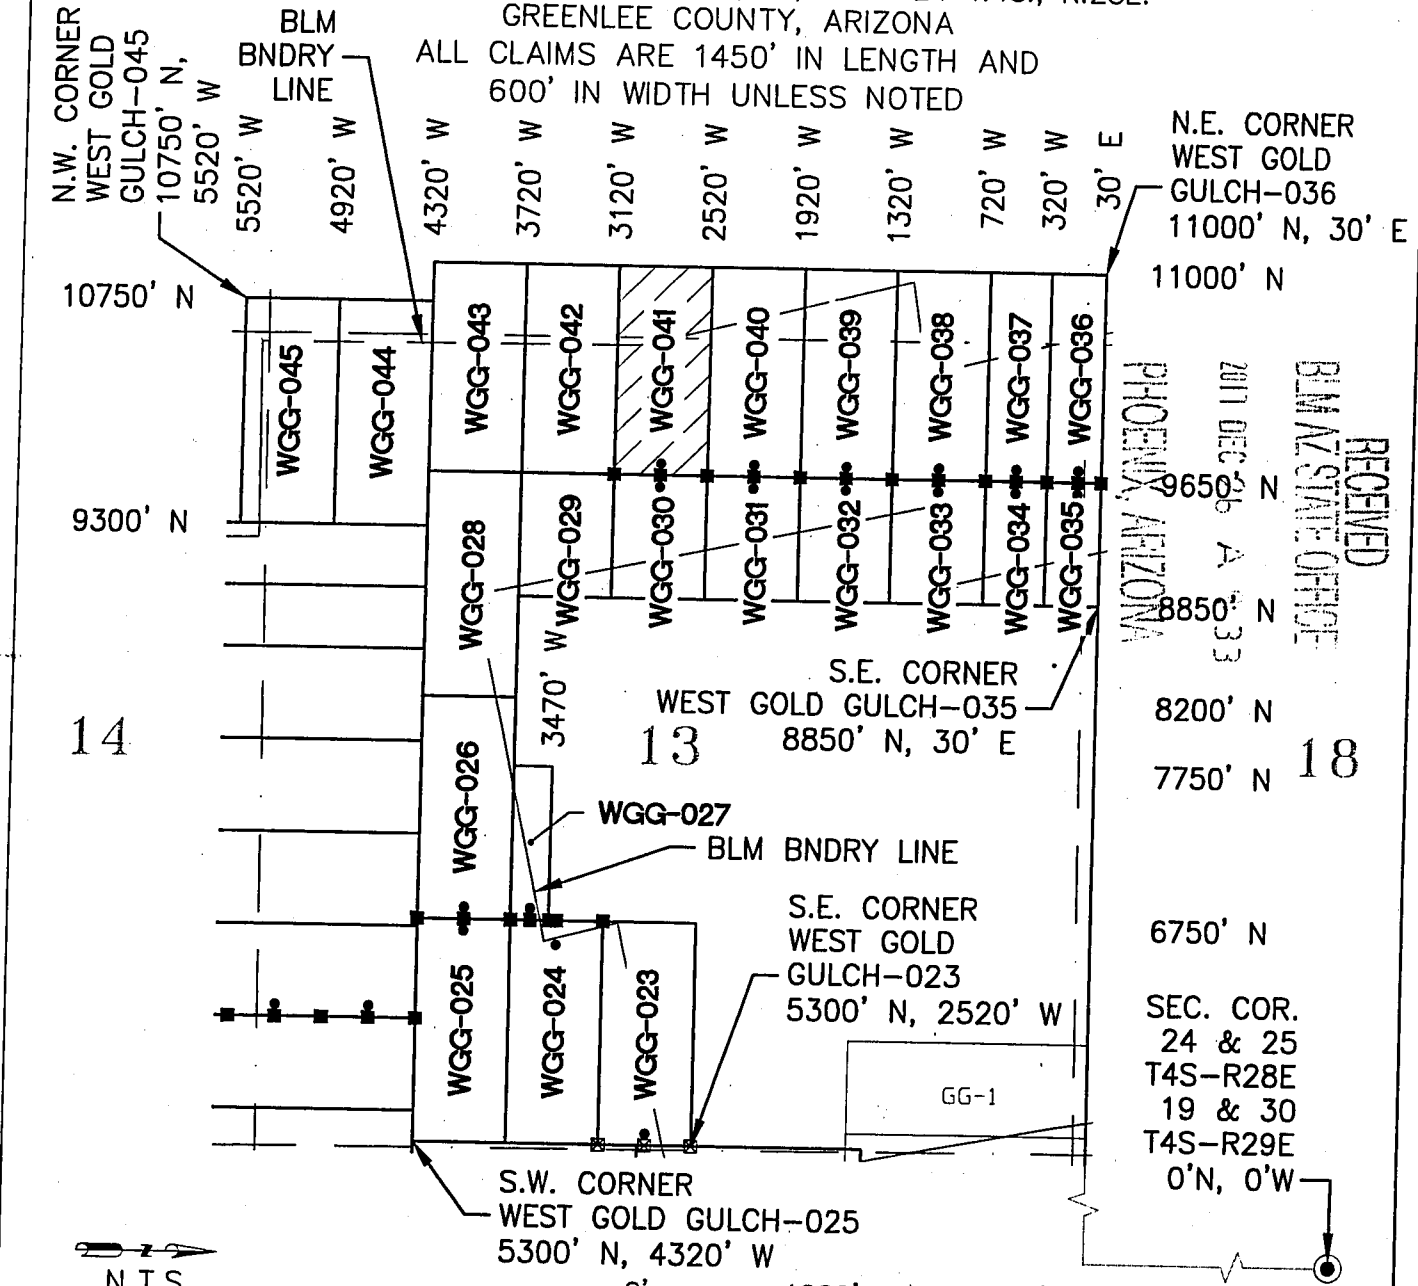 GREENLEE COUNTY, ARIZONA
ALL CLAIMS ARE 1450' IN LENGTH AND
600' IN WIDTH UNLESS NOTED
N.W. CORNER
WEST GOLD
GULCH-045
10750' N,
5520' W
BLM
BNDRY
LINE
5520' W
4920' W
4320' W
3720' W
3120' W
2520' W
1920' W
1320' W
720' W
320' W
30' E
N.E. CORNER
WEST GOLD
GULCH-036
11000' N, 30' E
10750' N
11000' N
WGG-045
WGG-044
WGG-043
WGG-042
WGG-041
WGG-040
WGG-039
WGG-038
WGG-037
WGG-036
RECEIVED
BLM AZ STATE OFFICE
PHOENIX, ARIZONA
9650' N
9300' N
WGG-028
WGG-029
WGG-030
WGG-031
WGG-032
WGG-033
WGG-034
WGG-035
8850' N
3470' W
S.E. CORNER
WEST GOLD GULCH-035
8850' N, 30' E
8200' N
14
13
18
7750' N
WGG-026
WGG-027
BLM BNDRY LINE
S.E. CORNER
WEST GOLD
GULCH-023
5300' N, 2520' W
6750' N
WGG-025
WGG-024
WGG-023
GG-1
SEC. COR.
24 & 25
T4S-R28E
19 & 30
T4S-R29E
0'N, 0'W
S.W. CORNER
WEST GOLD GULCH-025
5300' N, 4320' W
Z
N.T.S.